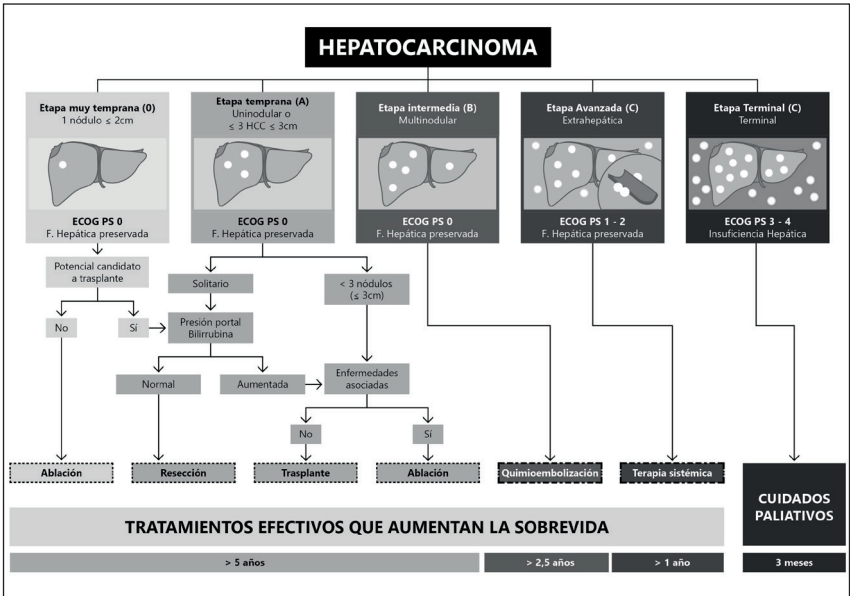 HEPATOCARCINOMA
Etapa muy temprana (0)
1 nódulo ≤ 2cm
ECOG PS 0
F. Hepática preservada
Etapa temprana (A)
Uninodular o
≤ 3 HCC ≤ 3cm
ECOG PS 0
F. Hepática preservada
Etapa intermedia (B)
Multinodular
ECOG PS 0
F. Hepática preservada
Etapa Avanzada (C)
Extrahepática
ECOG PS 1 - 2
F. Hepática preservada
Etapa Terminal (C)
Terminal
ECOG PS 3 - 4
Insuficiencia Hepática
Potencial candidato
a trasplante
Solitario
< 3 nódulos
(≤ 3cm)
No
Sí
Presión portal
Bilirrubina
Normal
Aumentada
Enfermedades
asociadas
No
Sí
Ablación
Resección
Trasplante
Ablación
Quimioembolización
Terapia sistémica
CUIDADOS
PALIATIVOS
TRATAMIENTOS EFECTIVOS QUE AUMENTAN LA SOBREVIDA
> 5 años
> 2,5 años
> 1 año
3 meses